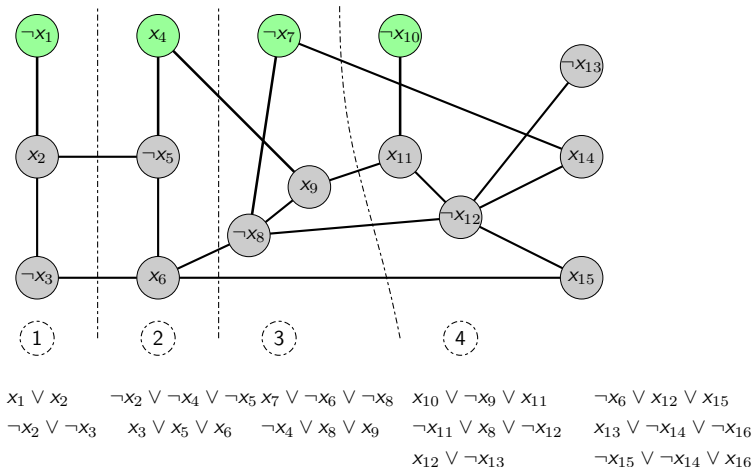 ¬x₁ x₄ ¬x₇ ¬x₁₀
¬x₁₃
x₂ ¬x₅ x₁₁ x₁₄
x₉
¬x₁₂
¬x₈
¬x₃ x₆ x₁₅
1 2 3 4
x₁ ∨ x₂ ¬x₂ ∨ ¬x₄ ∨ ¬x₅ x₇ ∨ ¬x₆ ∨ ¬x₈ x₁₀ ∨ ¬x₉ ∨ x₁₁ ¬x₆ ∨ x₁₂ ∨ x₁₅
¬x₂ ∨ ¬x₃ x₃ ∨ x₅ ∨ x₆ ¬x₄ ∨ x₈ ∨ x₉ ¬x₁₁ ∨ x₈ ∨ ¬x₁₂ x₁₃ ∨ ¬x₁₄ ∨ ¬x₁₆
x₁₂ ∨ ¬x₁₃ ¬x₁₅ ∨ ¬x₁₄ ∨ x₁₆